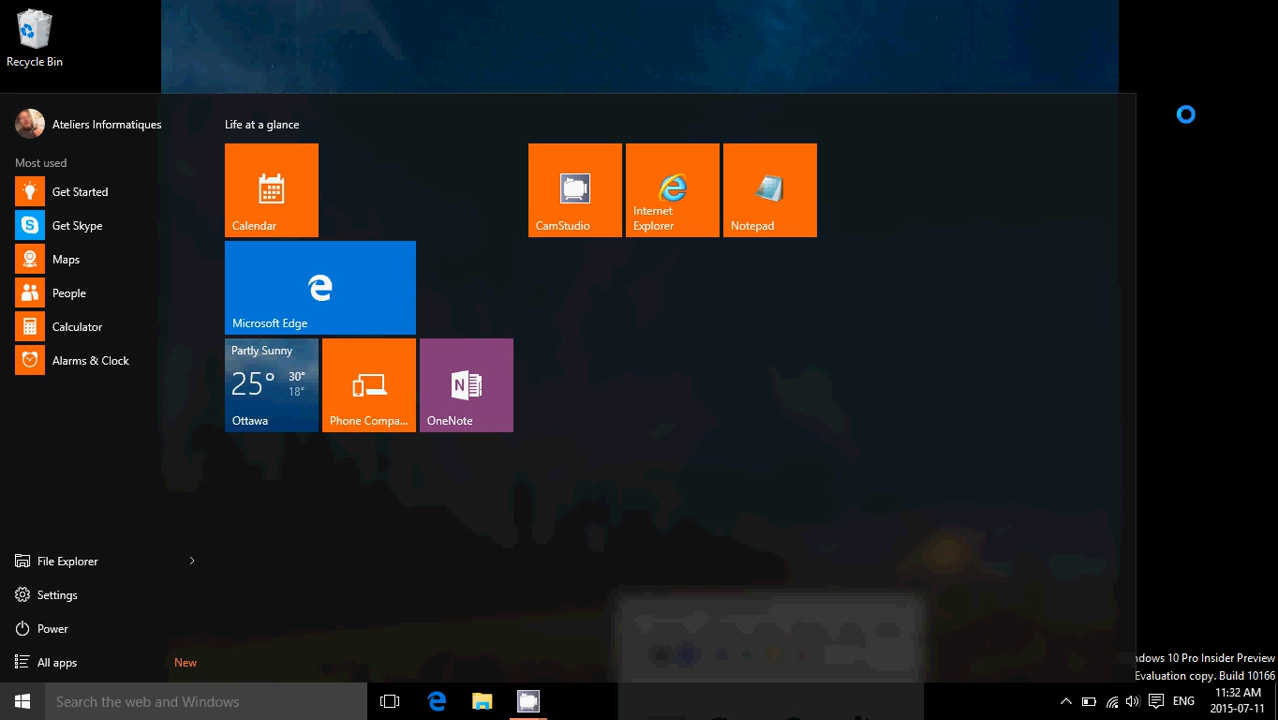 Recycle Bin
Ateliers Informatiques
Most used
Get Started
Get Skype
Maps
People
Calculator
Alarms & Clock
File Explorer
Settings
Power
All apps
New
Life at a glance
Calendar
Microsoft Edge
Partly Sunny
25°
30°
18°
Ottawa
Phone Compa...
OneNote
CamStudio
Internet
Explorer
Notepad
ndows 10 Pro Insider Preview
Evaluation copy. Build 10166
Search the web and Windows
ENG
11:32 AM
2015-07-11